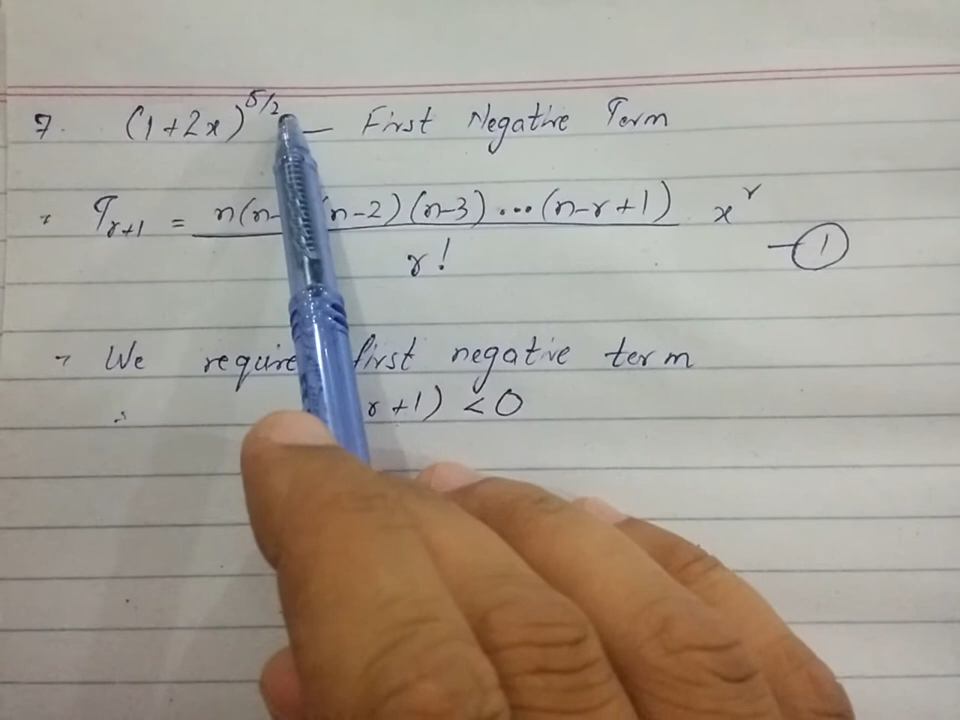 7. (1+2x)^5/2 — First Negative Term
∴ T_r+1 = n(n- (n-2)(n-3)...(n-r+1) / r! x^r —①
→ We require first negative term
∴ r+1) < 0